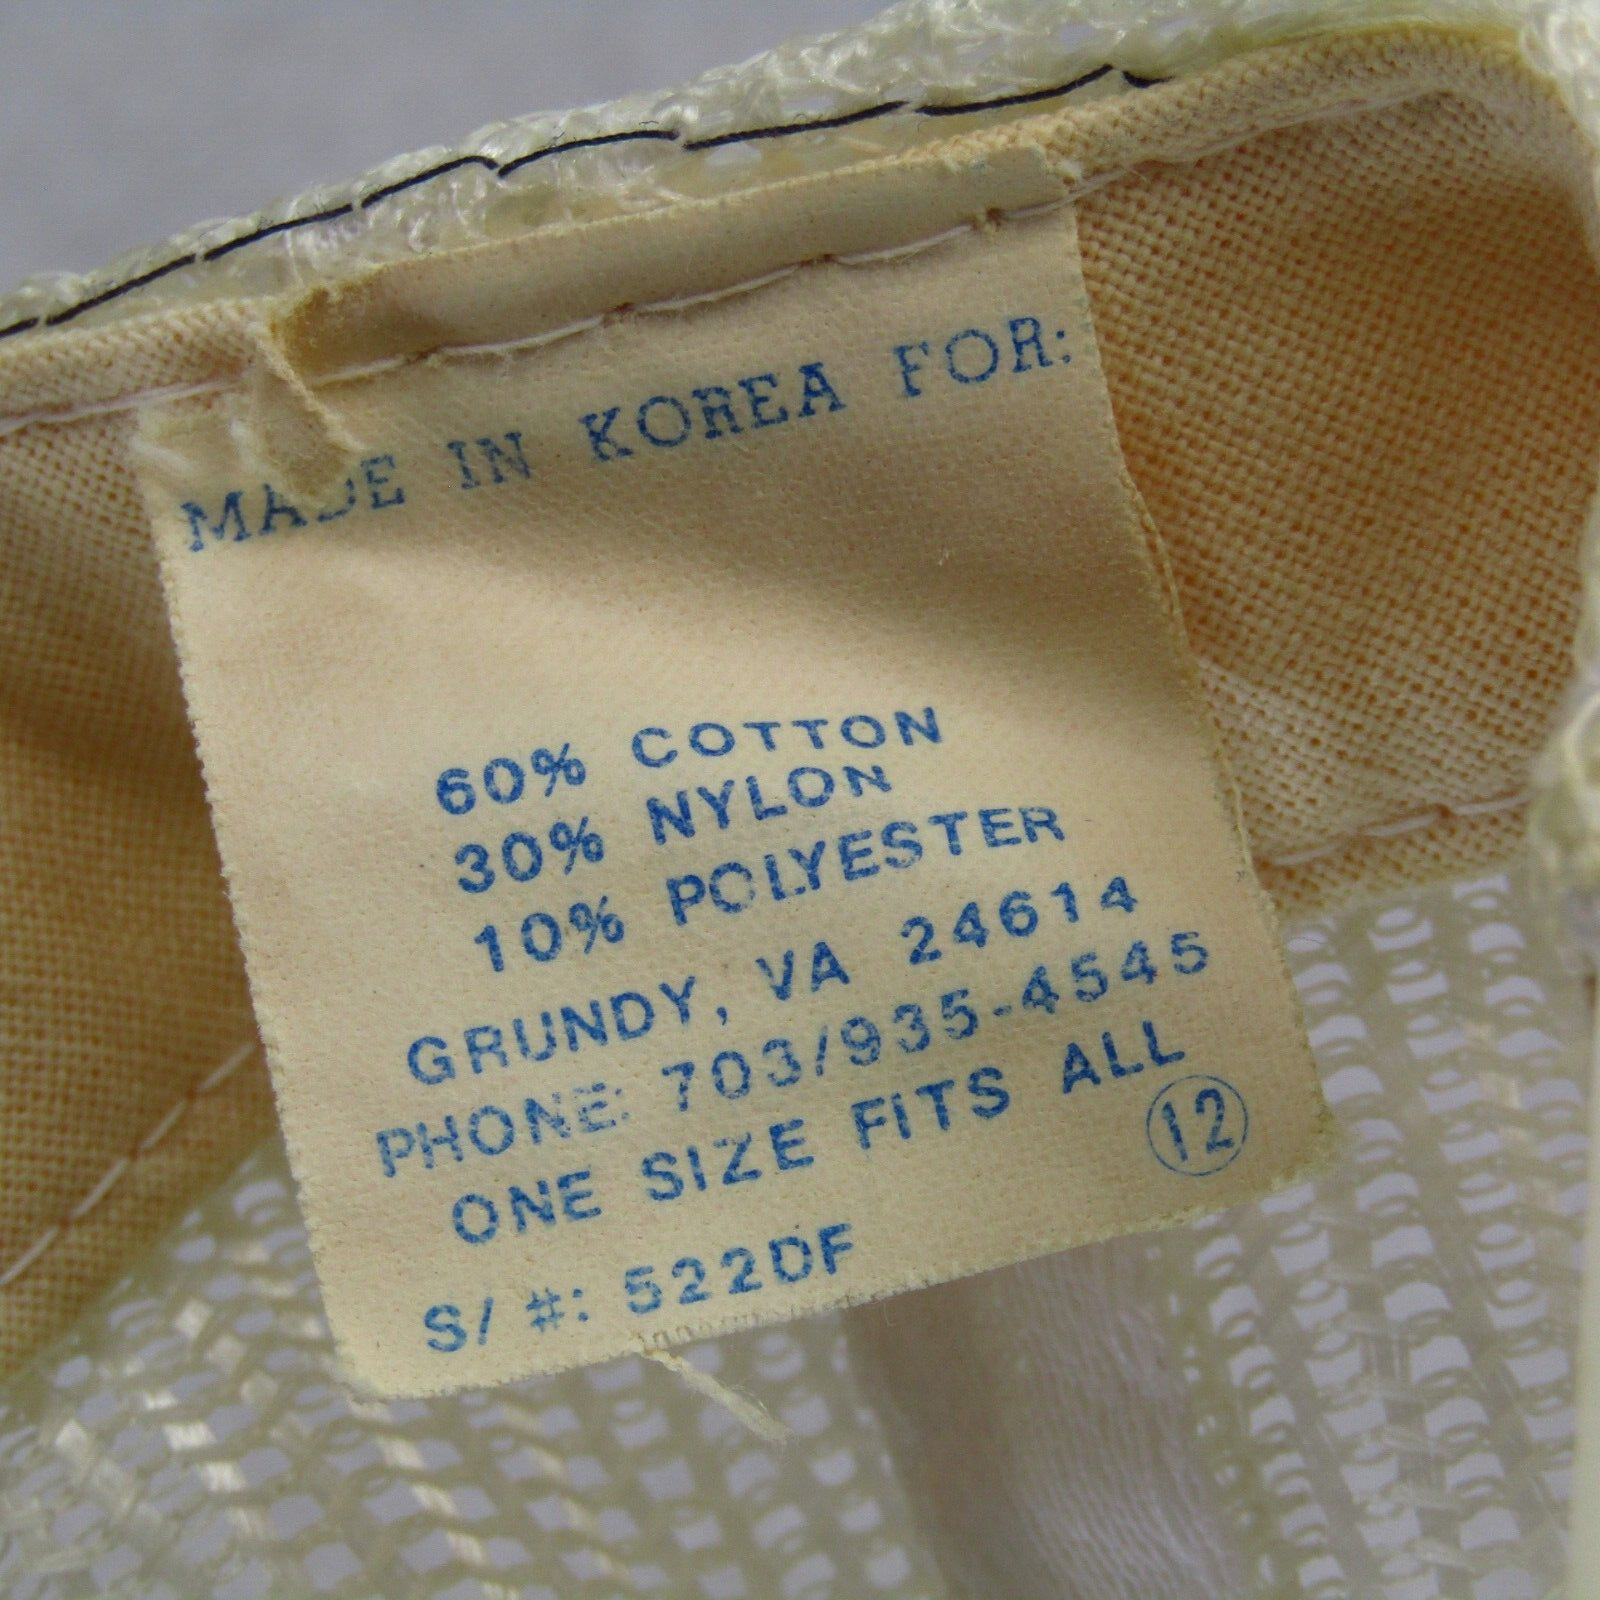 MADE IN KOREA FOR:
60% COTTON
30% NYLON
10% POLYESTER
GRUNDY, VA 24614
PHONE: 703/935-4545
ONE SIZE FITS ALL
12
S/#: 522DF